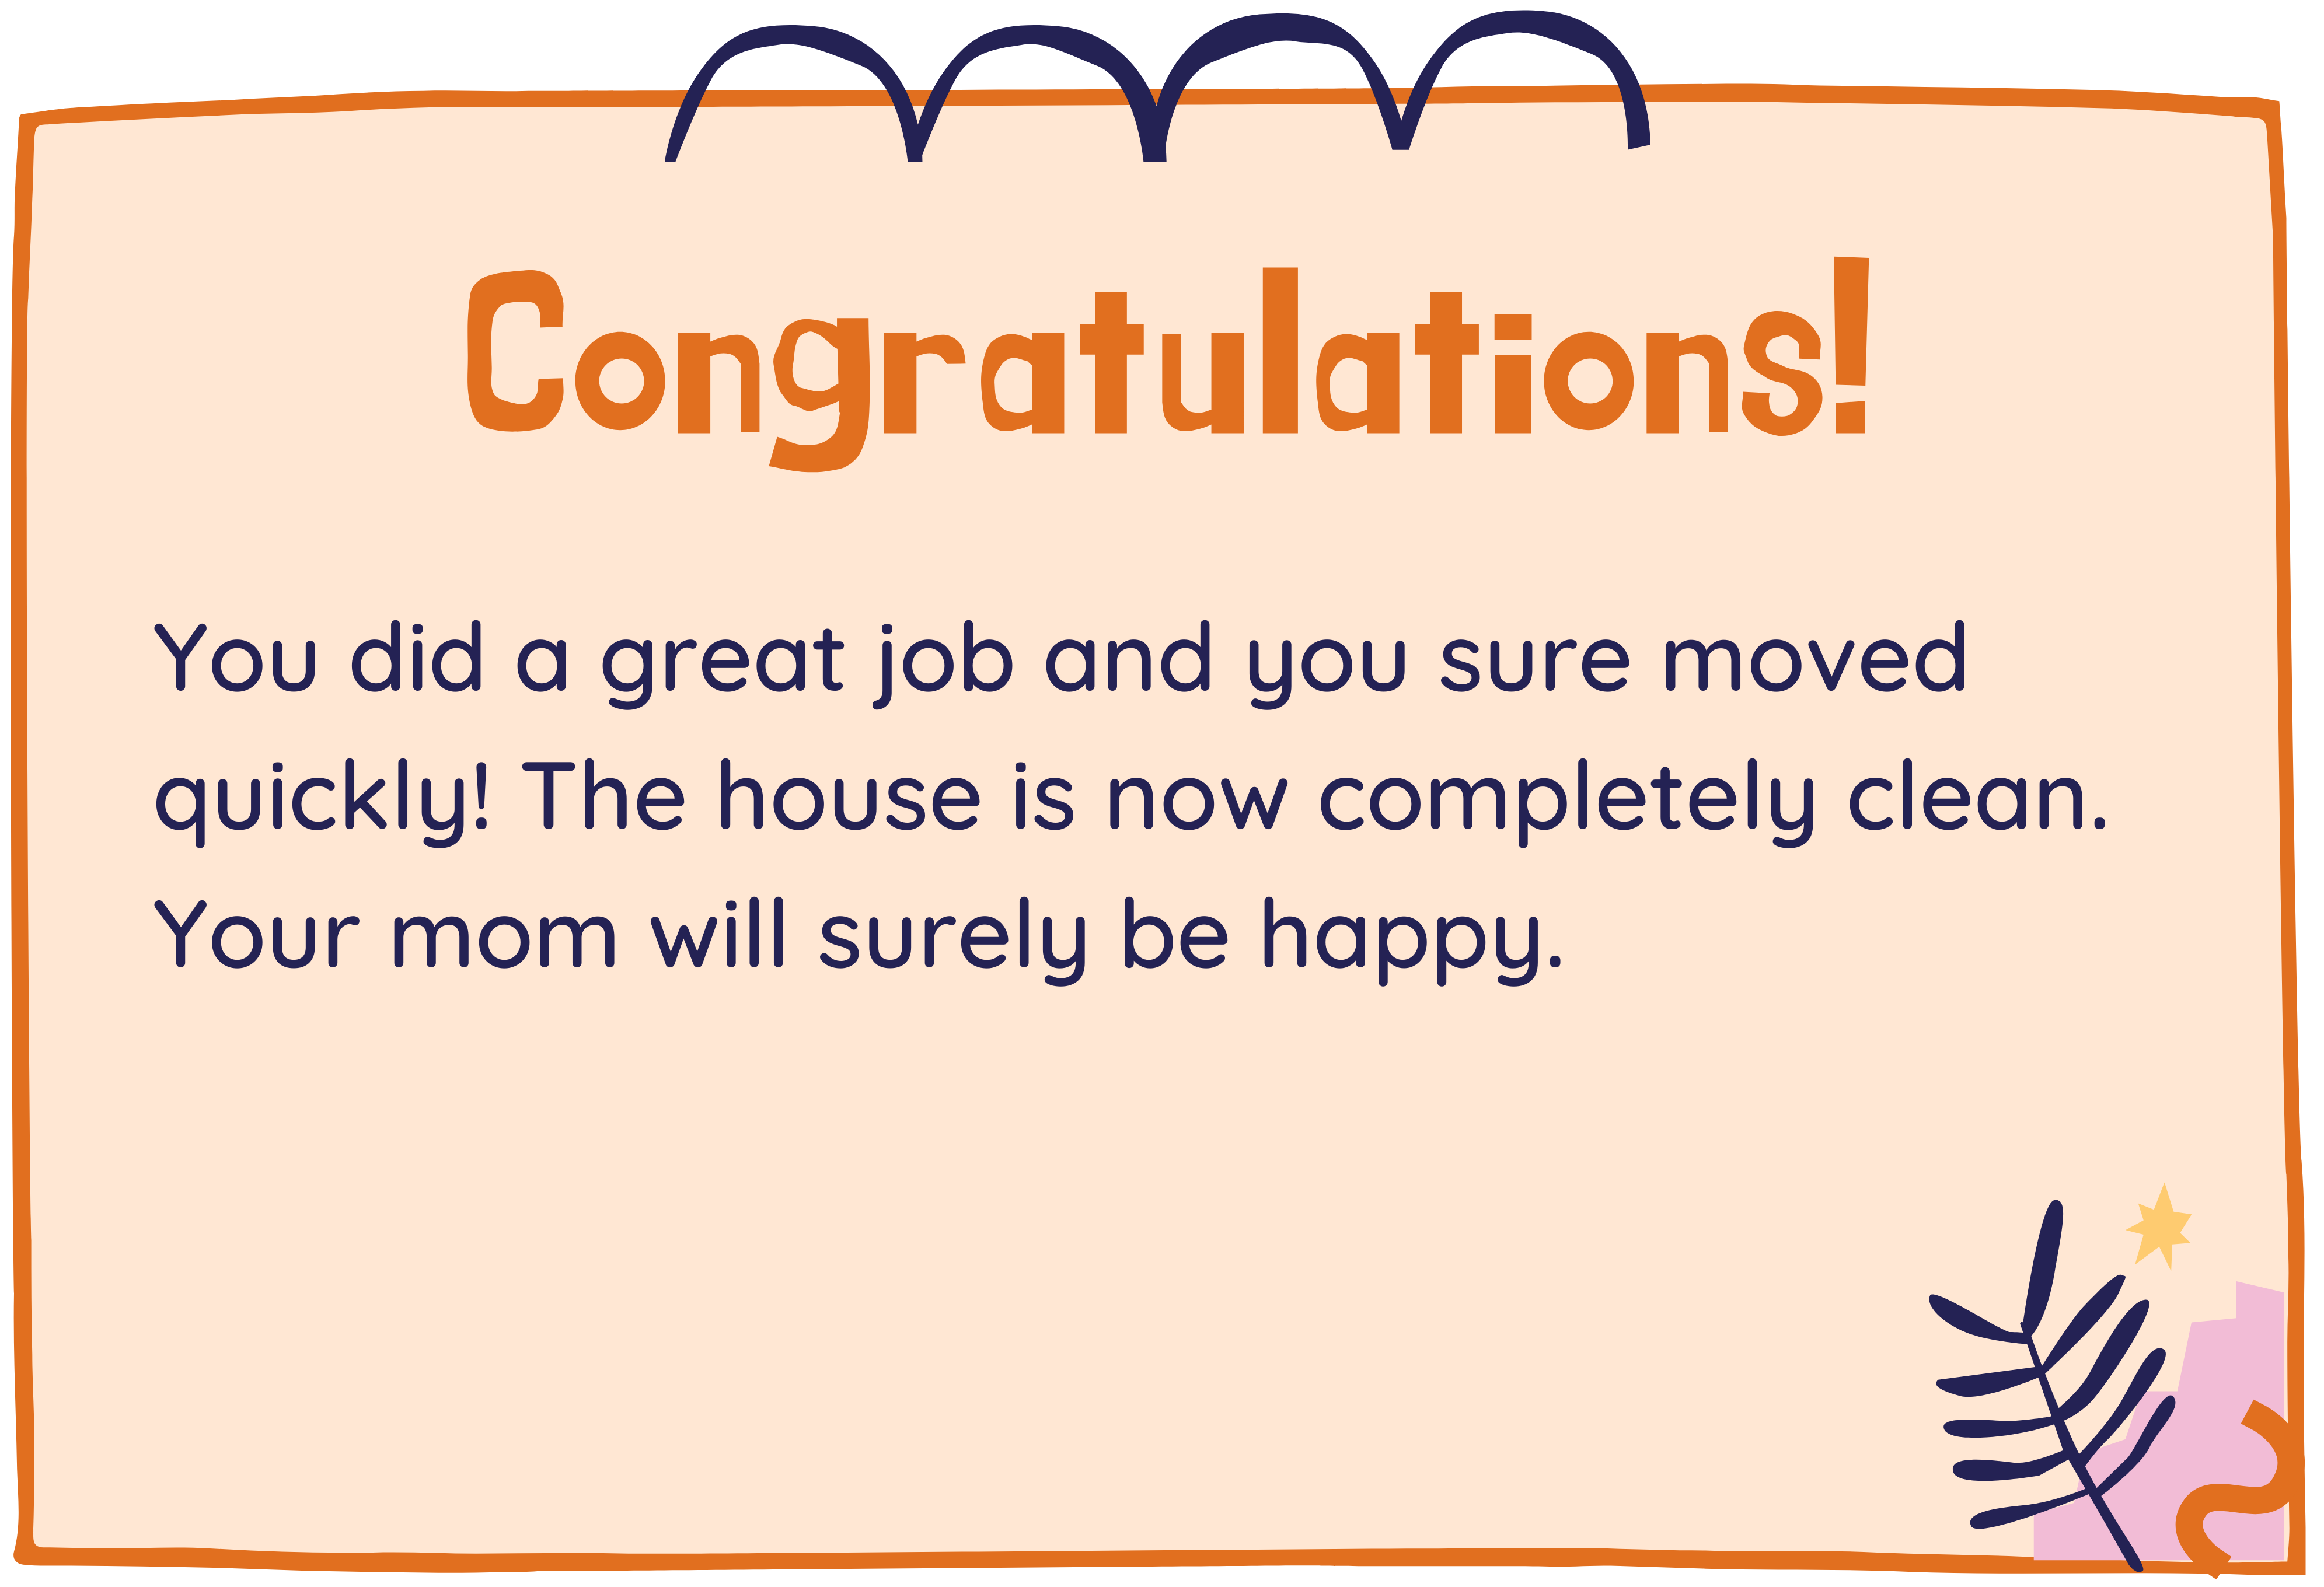 Congratulations!
You did a great job and you sure moved
quickly! The house is now completely clean.
Your mom will surely be happy.